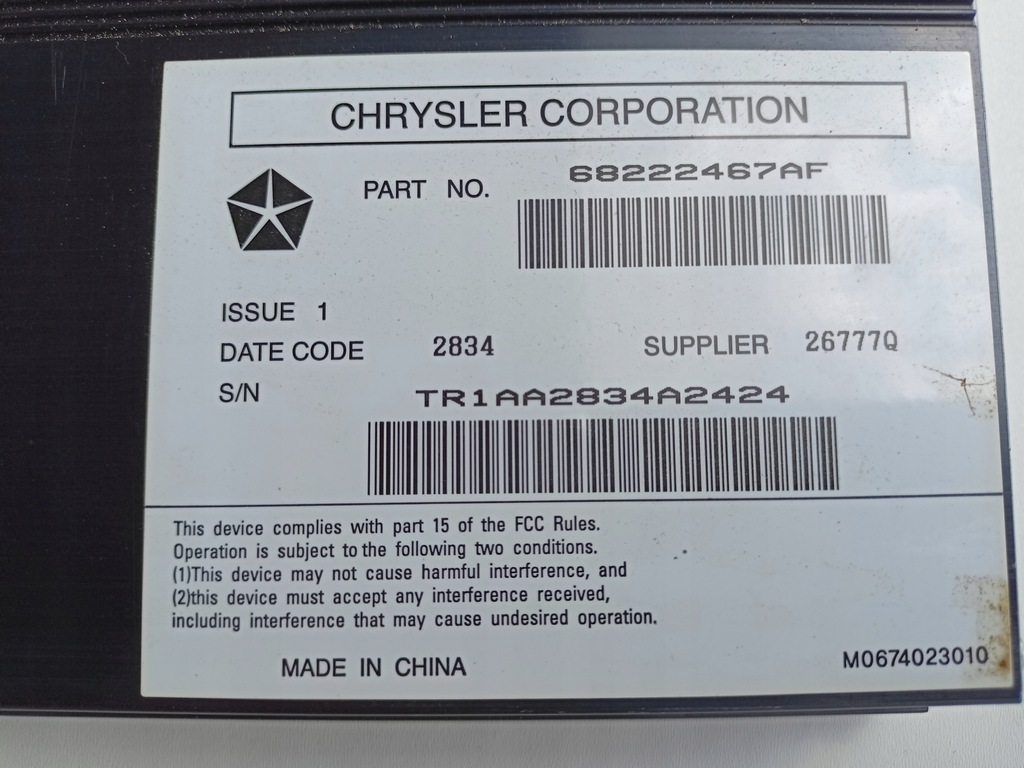 CHRYSLER CORPORATION
PART NO. 68222467AF
ISSUE 1
DATE CODE 2834 SUPPLIER 26777Q
S/N TR1AA2834A2424
This device complies with part 15 of the FCC Rules.
Operation is subject to the following two conditions.
(1)This device may not cause harmful interference, and
(2)this device must accept any interference received,
including interference that may cause undesired operation.
MADE IN CHINA
M0674023010